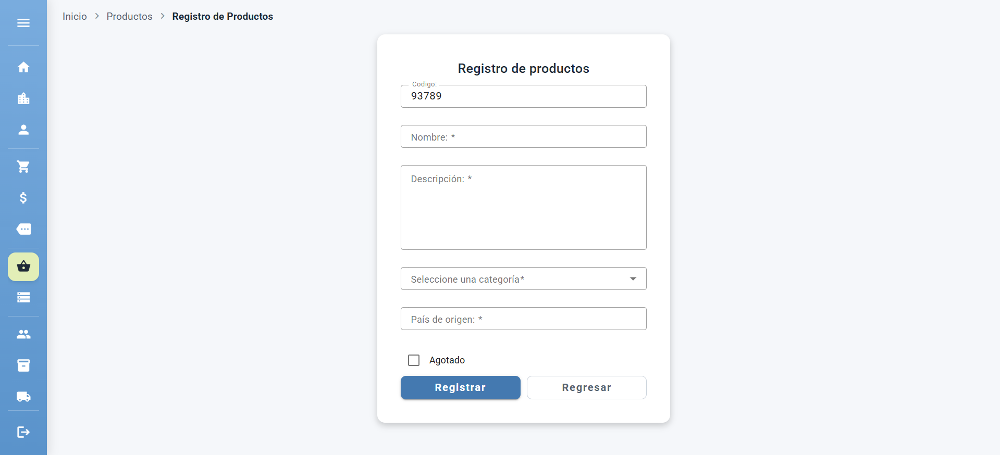 Inicio > Productos > Registro de Productos
Registro de productos
Codigo:
93789
Nombre: *
Descripción: *
Seleccione una categoría*
País de origen: *
Agotado
Registrar Regresar